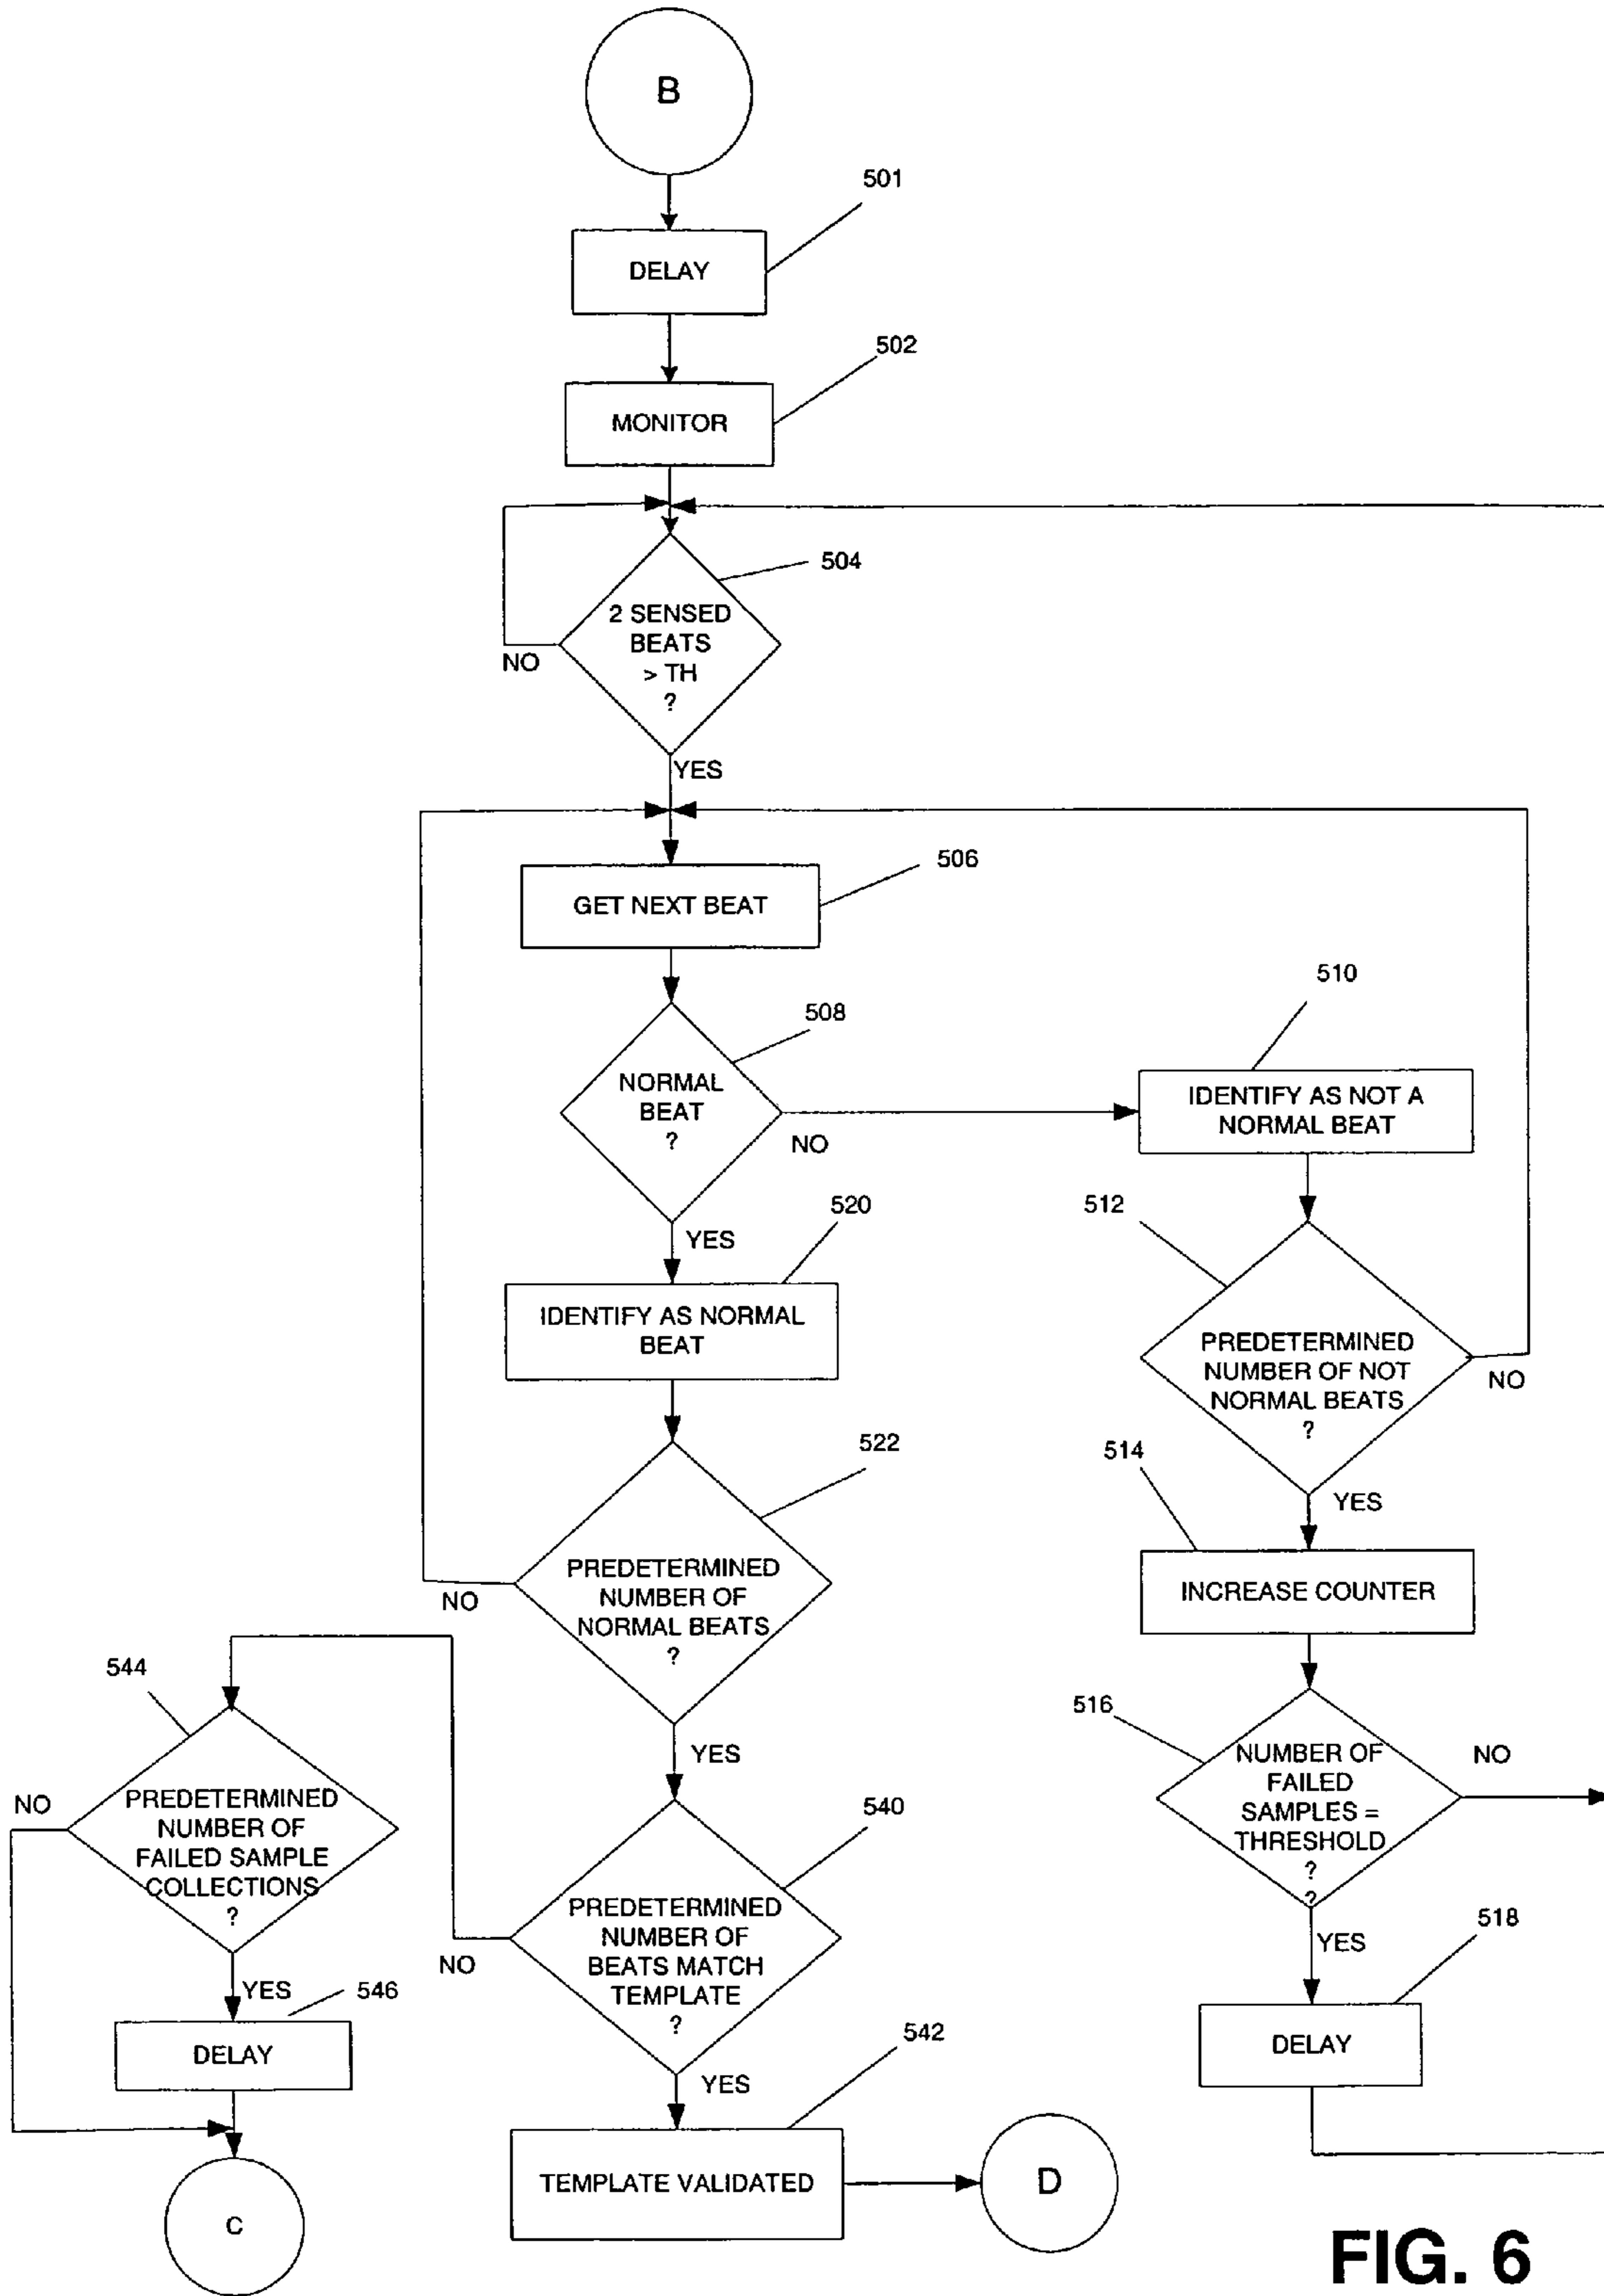 B
501
DELAY
502
MONITOR
504
2 SENSED
BEATS
> TH
?
NO
YES
506
GET NEXT BEAT
508
NORMAL
BEAT
?
NO
YES
510
IDENTIFY AS NOT A
NORMAL BEAT
512
PREDETERMINED
NUMBER OF NOT
NORMAL BEATS
?
NO
YES
514
INCREASE COUNTER
516
NUMBER OF
FAILED
SAMPLES =
THRESHOLD
?
?
NO
YES
518
DELAY
520
IDENTIFY AS NORMAL
BEAT
522
PREDETERMINED
NUMBER OF
NORMAL BEATS
?
NO
YES
540
PREDETERMINED
NUMBER OF
BEATS MATCH
TEMPLATE
?
NO
YES
542
TEMPLATE VALIDATED
D
544
PREDETERMINED
NUMBER OF
FAILED SAMPLE
COLLECTIONS
?
NO
YES
546
DELAY
C
FIG. 6